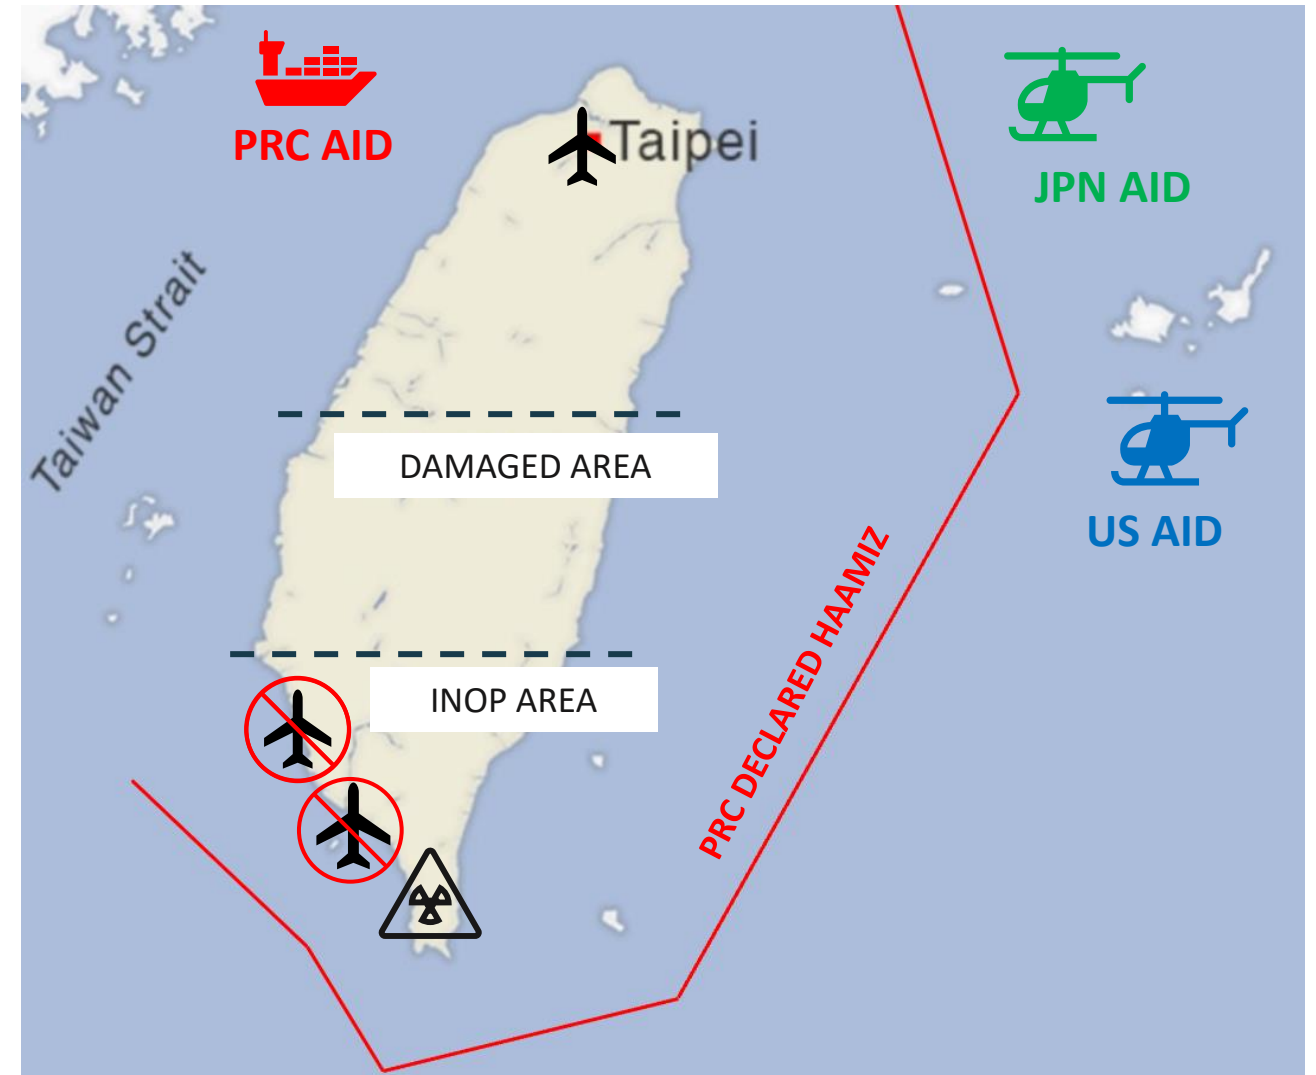 PRC AID
Taipei
JPN AID
Taiwan Strait
DAMAGED AREA
US AID
PRC DECLARED HAAMIZ
INOP AREA